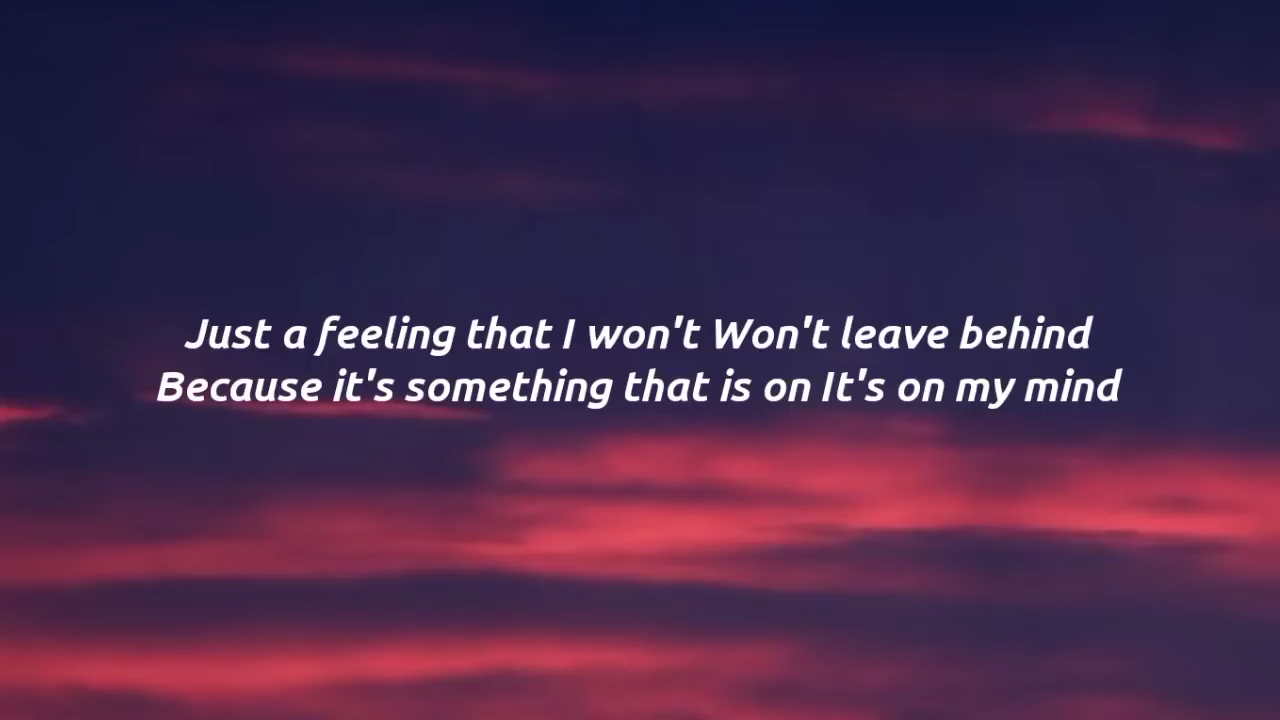 Just a feeling that I won't Won't leave behind
Because it's something that is on It's on my mind